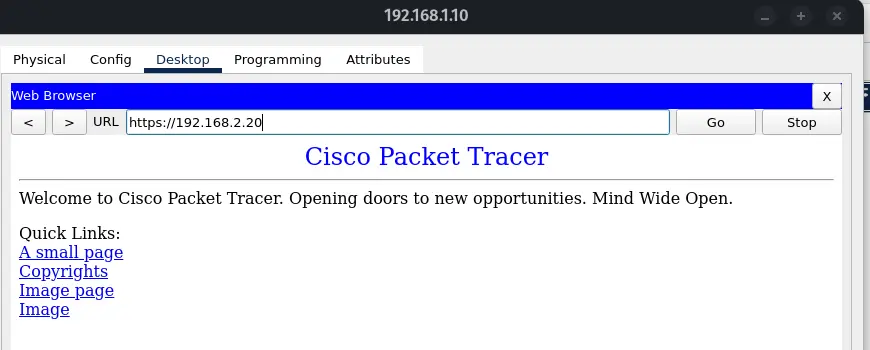 192.168.1.10
Physical Config Desktop Programming Attributes
Web Browser X
< > URL https://192.168.2.20 Go Stop
Cisco Packet Tracer
Welcome to Cisco Packet Tracer. Opening doors to new opportunities. Mind Wide Open.
Quick Links:
A small page
Copyrights
Image page
Image